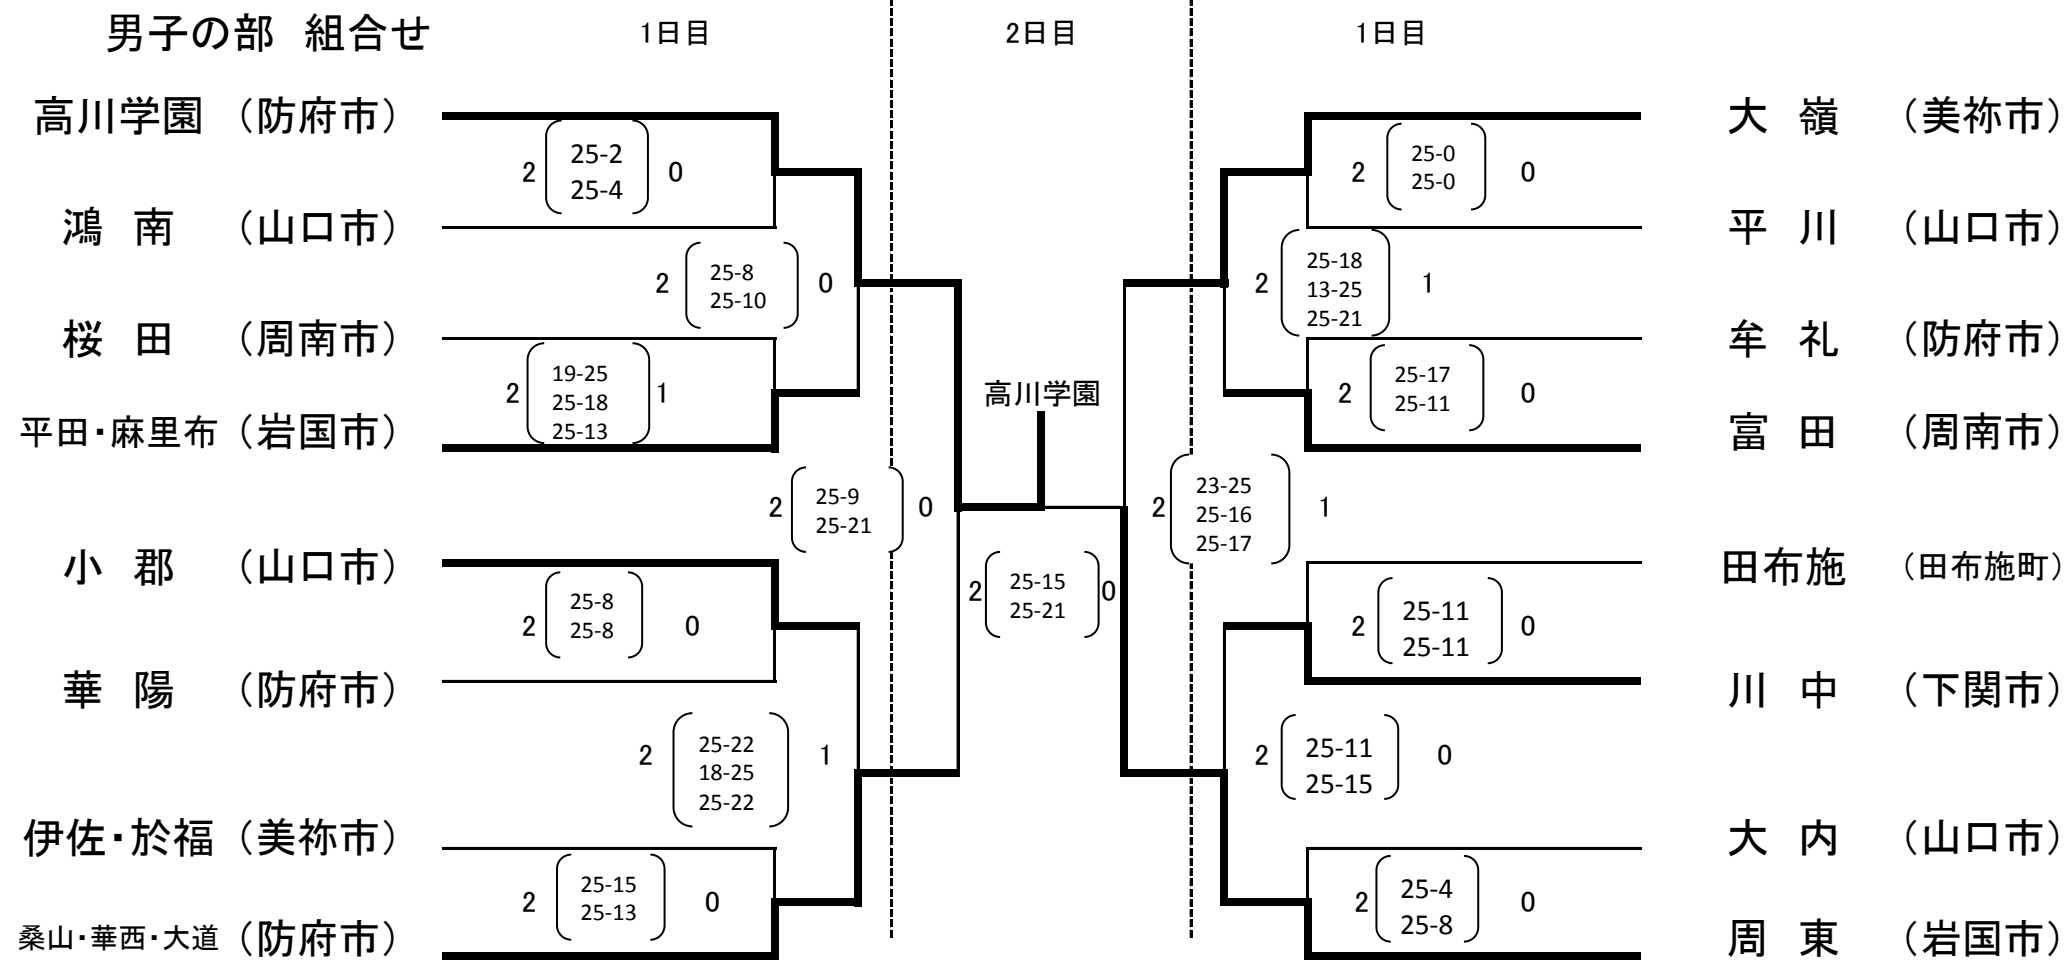 男子の部 組合せ 1日目 2日目 1日目
高川学園 (防府市) 大 嶺 (美祢市)
2 25-2 0 2 25-0 0
25-4 25-0
鴻 南 (山口市) 平 川 (山口市)
2 25-8 0 2 25-18 1
25-10 13-25
25-21
桜 田 (周南市) 牟 礼 (防府市)
2 19-25 1 高川学園 2 25-17 0
25-18 25-11
25-13
平田・麻里布 (岩国市) 富 田 (周南市)
2 25-9 0 2 23-25 1
25-21 25-16
25-17
小 郡 (山口市) 田布施 (田布施町)
2 25-8 0 2 25-15 0 2 25-11 0
25-8 25-21 25-11
華 陽 (防府市) 川 中 (下関市)
2 25-22 1 2 25-11 0
18-25 25-15
25-22
伊佐・於福 (美祢市) 大 内 (山口市)
2 25-15 0 2 25-4 0
25-13 25-8
桑山・華西・大道 (防府市) 周 東 (岩国市)